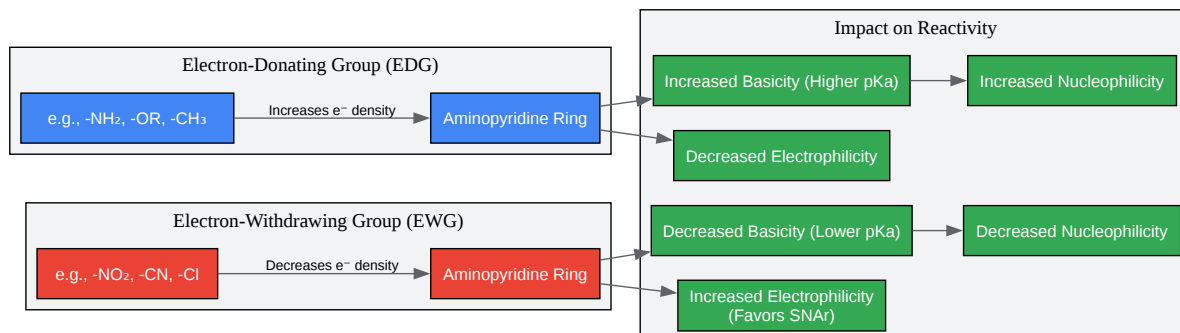 Impact on Reactivity
Electron-Donating Group (EDG)
e.g., -NH₂, -OR, -CH₃
Increases e⁻ density
Aminopyridine Ring
Increased Basicity (Higher pKa)
Increased Nucleophilicity
Decreased Electrophilicity
Electron-Withdrawing Group (EWG)
e.g., -NO₂, -CN, -Cl
Decreases e⁻ density
Aminopyridine Ring
Decreased Basicity (Lower pKa)
Decreased Nucleophilicity
Increased Electrophilicity
(Favors SNAr)